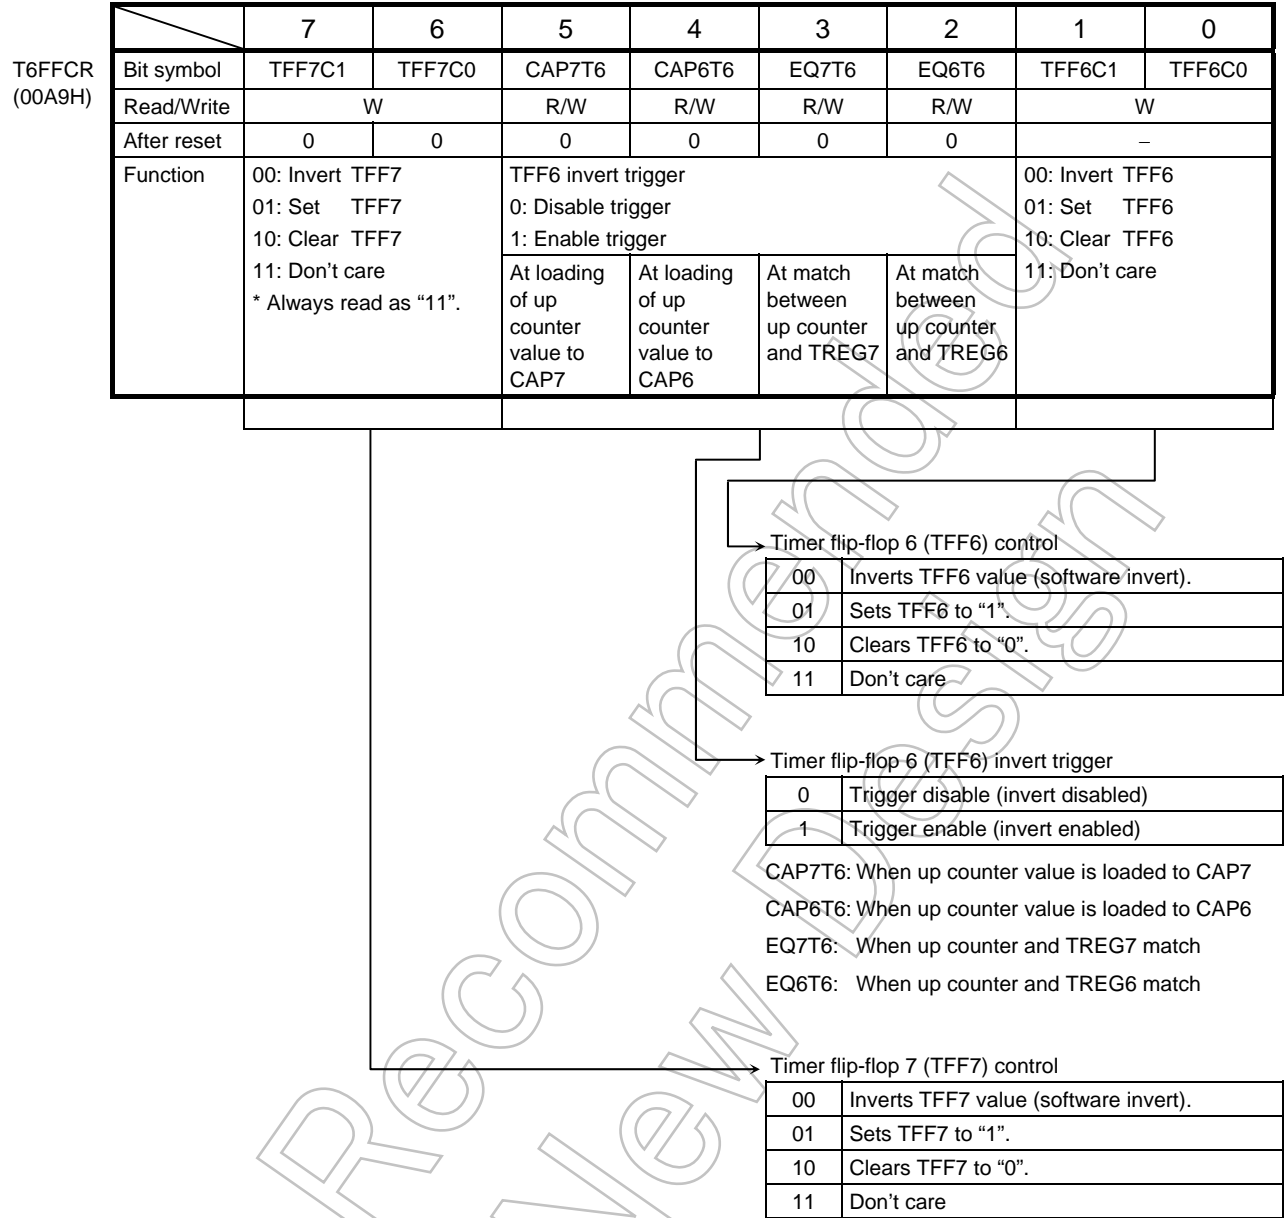 7 6 5 4 3 2 1 0
T6FFCR
(00A9H)
Bit symbol TFF7C1 TFF7C0 CAP7T6 CAP6T6 EQ7T6 EQ6T6 TFF6C1 TFF6C0
Read/Write W R/W R/W R/W R/W W
After reset 0 0 0 0 0 0 –
Function
00: Invert TFF7
01: Set TFF7
10: Clear TFF7
11: Don't care
* Always read as “11”.
TFF6 invert trigger
0: Disable trigger
1: Enable trigger
At loading
of up
counter
value to
CAP7
At loading
of up
counter
value to
CAP6
At match
between
up counter
and TREG7
At match
between
up counter
and TREG6
00: Invert TFF6
01: Set TFF6
10: Clear TFF6
11: Don't care
Timer flip-flop 6 (TFF6) control
00 Inverts TFF6 value (software invert).
01 Sets TFF6 to “1”.
10 Clears TFF6 to “0”.
11 Don't care
Timer flip-flop 6 (TFF6) invert trigger
0 Trigger disable (invert disabled)
1 Trigger enable (invert enabled)
CAP7T6: When up counter value is loaded to CAP7
CAP6T6: When up counter value is loaded to CAP6
EQ7T6: When up counter and TREG7 match
EQ6T6: When up counter and TREG6 match
Timer flip-flop 7 (TFF7) control
00 Inverts TFF7 value (software invert).
01 Sets TFF7 to “1”.
10 Clears TFF7 to “0”.
11 Don't care
Recommended
New Design